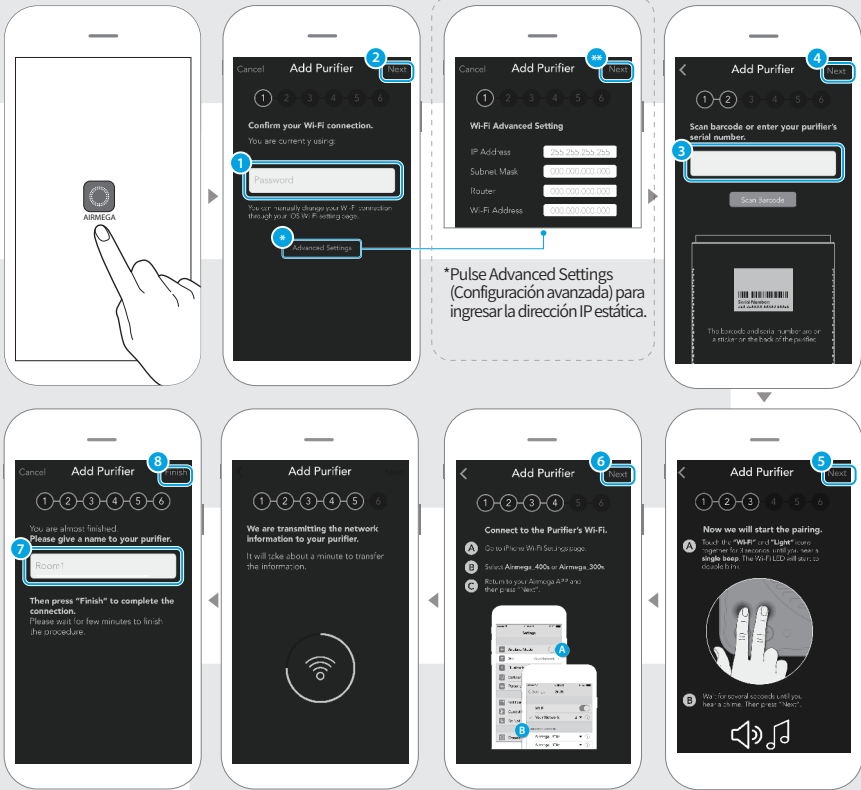 AIRMEGA
Cancel
Add Purifier
2
Next
1 2 3 4 5 6
Confirm your Wi-Fi connection.
You are currently using:
1
Password
You can manually change your Wi-Fi connection
through your iOS Wi-Fi setting page.
*
Advanced Settings
Cancel
Add Purifier
**
Next
1 2 3 4 5 6
Wi-Fi Advanced
Setting
IP Address 255.255.255.255
Subnet Mask 000.000.000.000
Router 000.000.000.000
Wi-Fi Address 000.000.000.000
*Pulse Advanced Settings
(Configuración avanzada) para
ingresar la dirección IP estática.
Add Purifier
4
Next
1 2 3 4 5 6
Scan barcode or enter your purifier's
serial number.
3
Scan Barcode
Serial Number:
The barcode and serial number are on
a sticker on the back of the purifier.
Add Purifier
5
Next
1 2 3 4 5 6
Now we will start the pairing.
A
Touch the "Wi-Fi" and "Light" icons
together for 3 seconds until you hear a
single beep. The Wi-Fi LED will start to
double blink.
B
Wait for several seconds until you
hear a chime. Then press "Next".
Add Purifier
6
Next
1 2 3 4 5 6
Connect to the Purifier's Wi-Fi.
A Go to iPhone Wi-Fi Settings page.
B Select Airmega_400s or Airmega_300s
C Return to your Airmega APP and
then press "Next".
Settings
Airplane Mode
A
Wi-Fi
Your Network
B
Add Purifier
1 2 3 4 5 6
We are transmitting the network
information to your purifier.
It will take about a minute to transfer
the information.
Cancel
Add Purifier
8
Finish
1 2 3 4 5 6
You are almost finished.
Please give a name to your purifier.
7
Room1
Then press "Finish" to complete the
connection.
Please wait for few minutes to finish
the procedure.